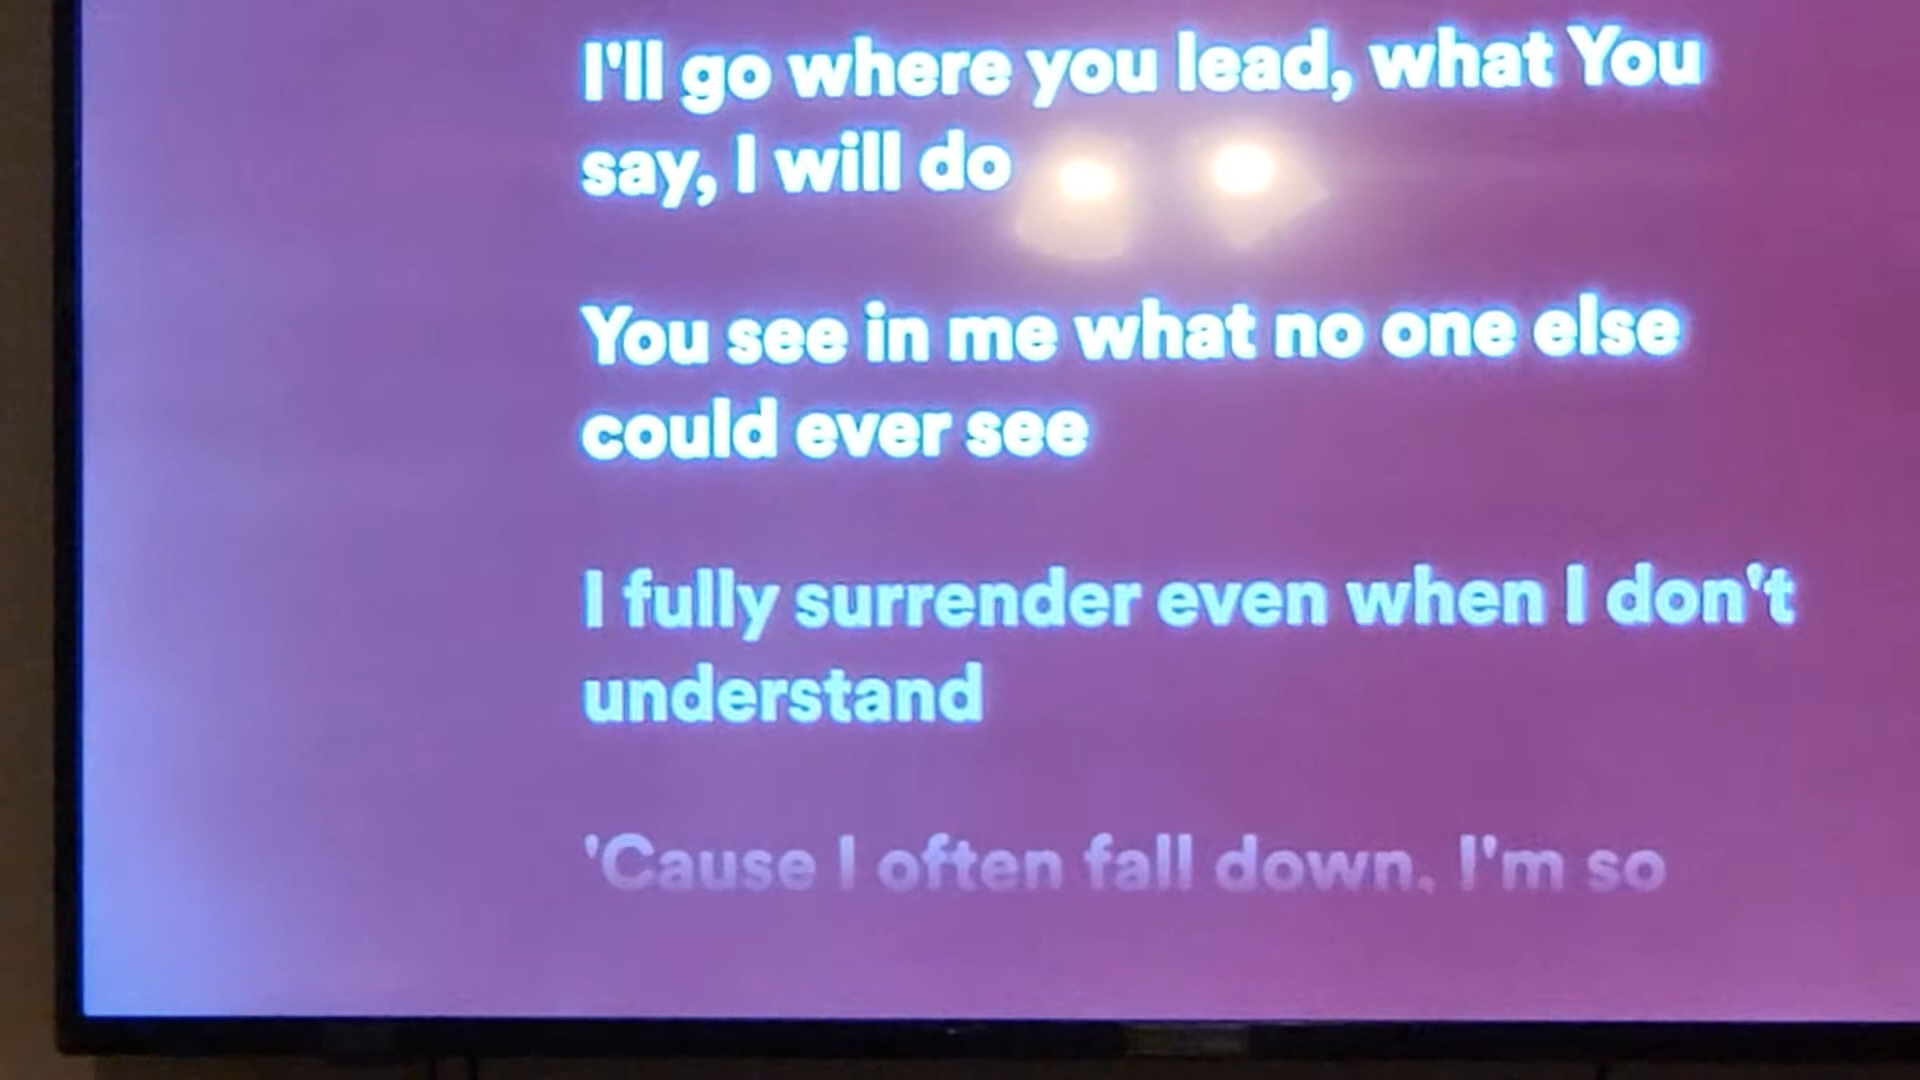 I'll go where you lead, what You
say, I will do
You see in me what no one else
could ever see
I fully surrender even when I don't
understand
'Cause I often fall down, I'm so